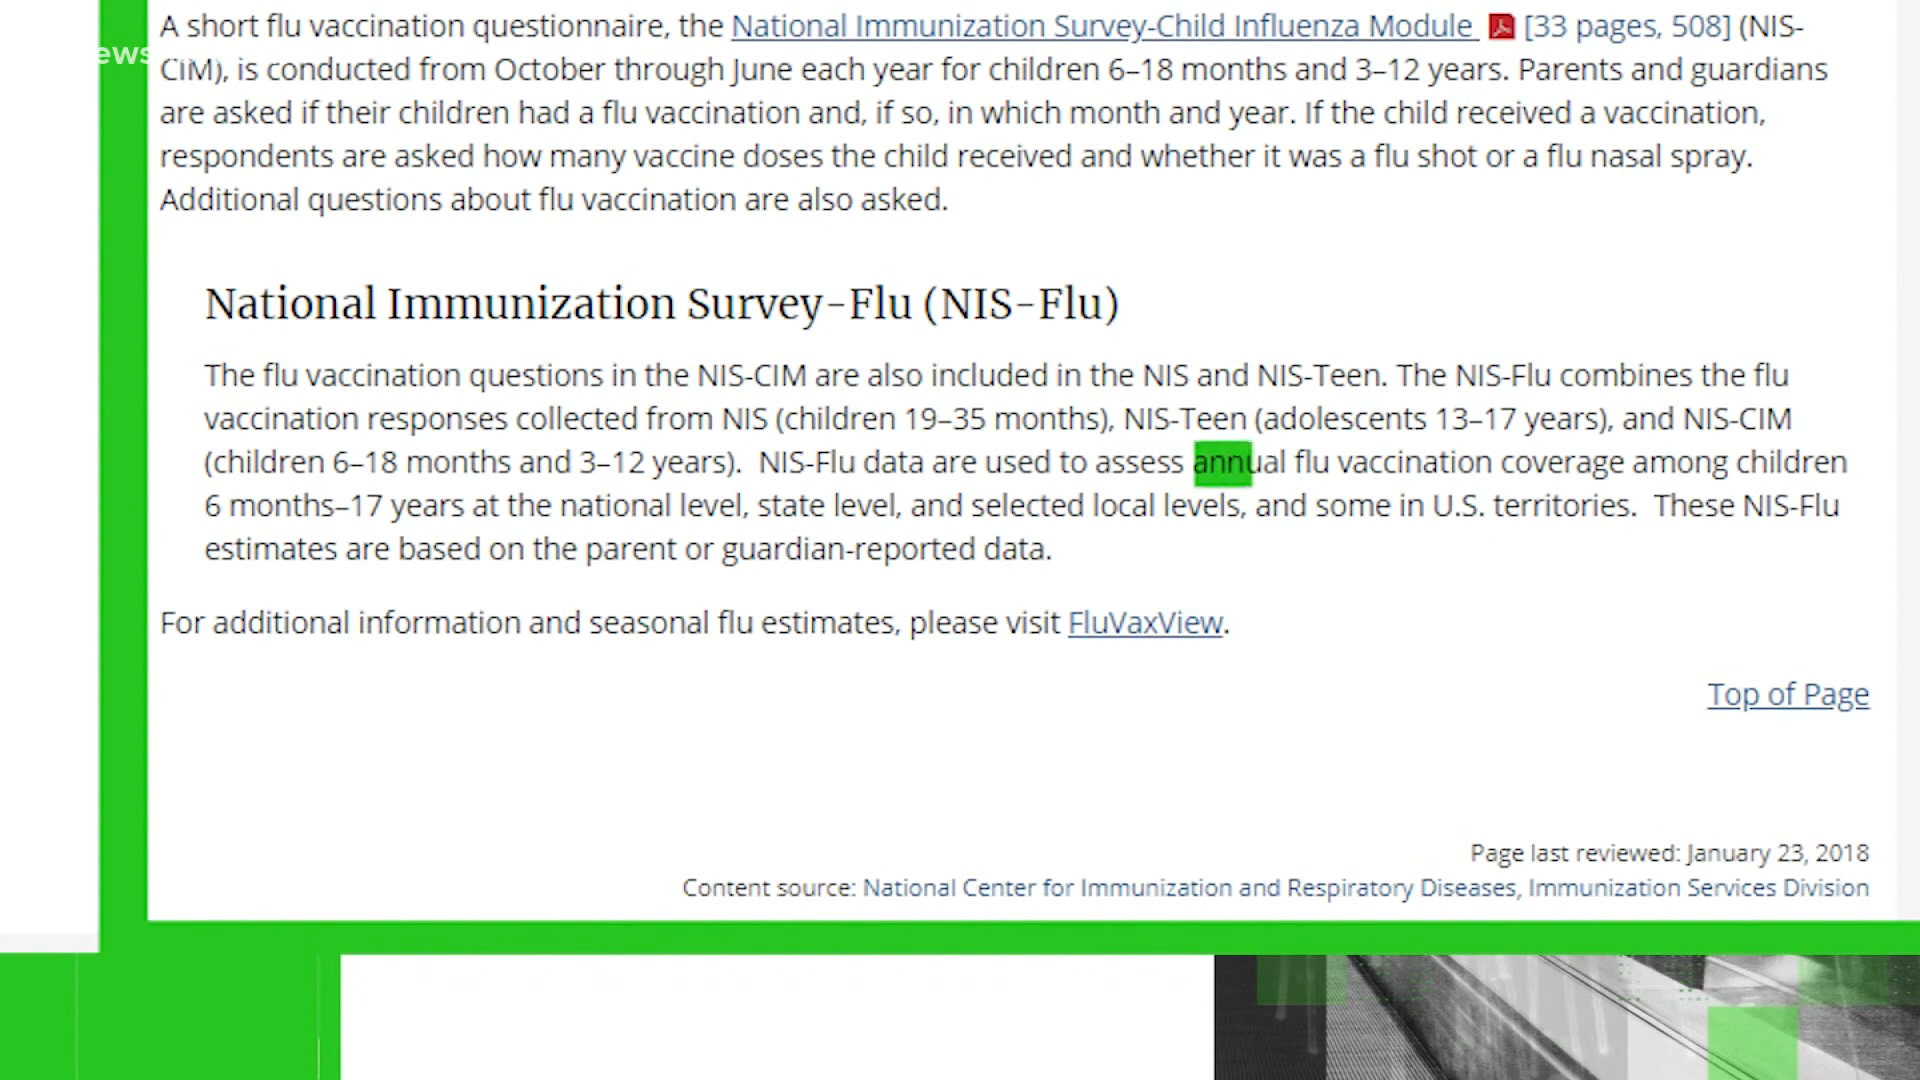 A short flu vaccination questionnaire, the National Immunization Survey-Child Influenza Module [33 pages, 508] (NIS-
CIM), is conducted from October through June each year for children 6–18 months and 3–12 years. Parents and guardians
are asked if their children had a flu vaccination and, if so, in which month and year. If the child received a vaccination,
respondents are asked how many vaccine doses the child received and whether it was a flu shot or a flu nasal spray.
Additional questions about flu vaccination are also asked.
National Immunization Survey-Flu (NIS-Flu)
The flu vaccination questions in the NIS-CIM are also included in the NIS and NIS-Teen. The NIS-Flu combines the flu
vaccination responses collected from NIS (children 19–35 months), NIS-Teen (adolescents 13–17 years), and NIS-CIM
(children 6–18 months and 3–12 years).  NIS-Flu data are used to assess annual flu vaccination coverage among children
6 months–17 years at the national level, state level, and selected local levels, and some in U.S. territories.  These NIS-Flu
estimates are based on the parent or guardian-reported data.
For additional information and seasonal flu estimates, please visit FluVaxView.
Top of Page
Page last reviewed: January 23, 2018
Content source: National Center for Immunization and Respiratory Diseases, Immunization Services Division